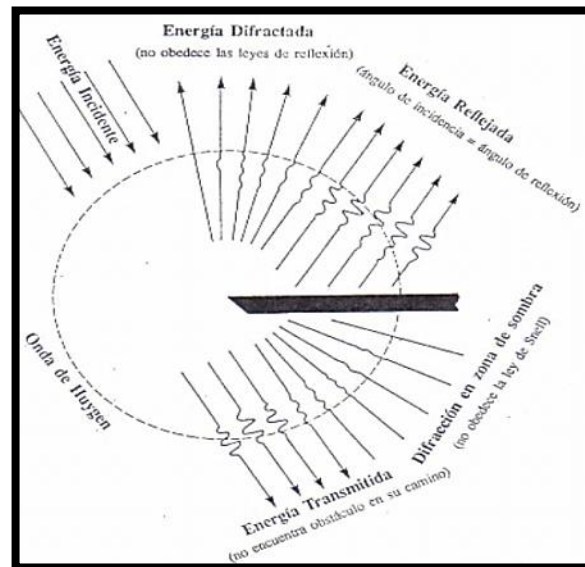 Energía Difractada
(no obedece las leyes de reflexión)
Energía Incidente
Energía Reflejada
(ángulo de incidencia = ángulo de reflexión)
Onda de Huygen
Difracción en zona de sombra
(no obedece la ley de Snell)
Energía Transmitida
(no encuentra obstáculo en su camino)